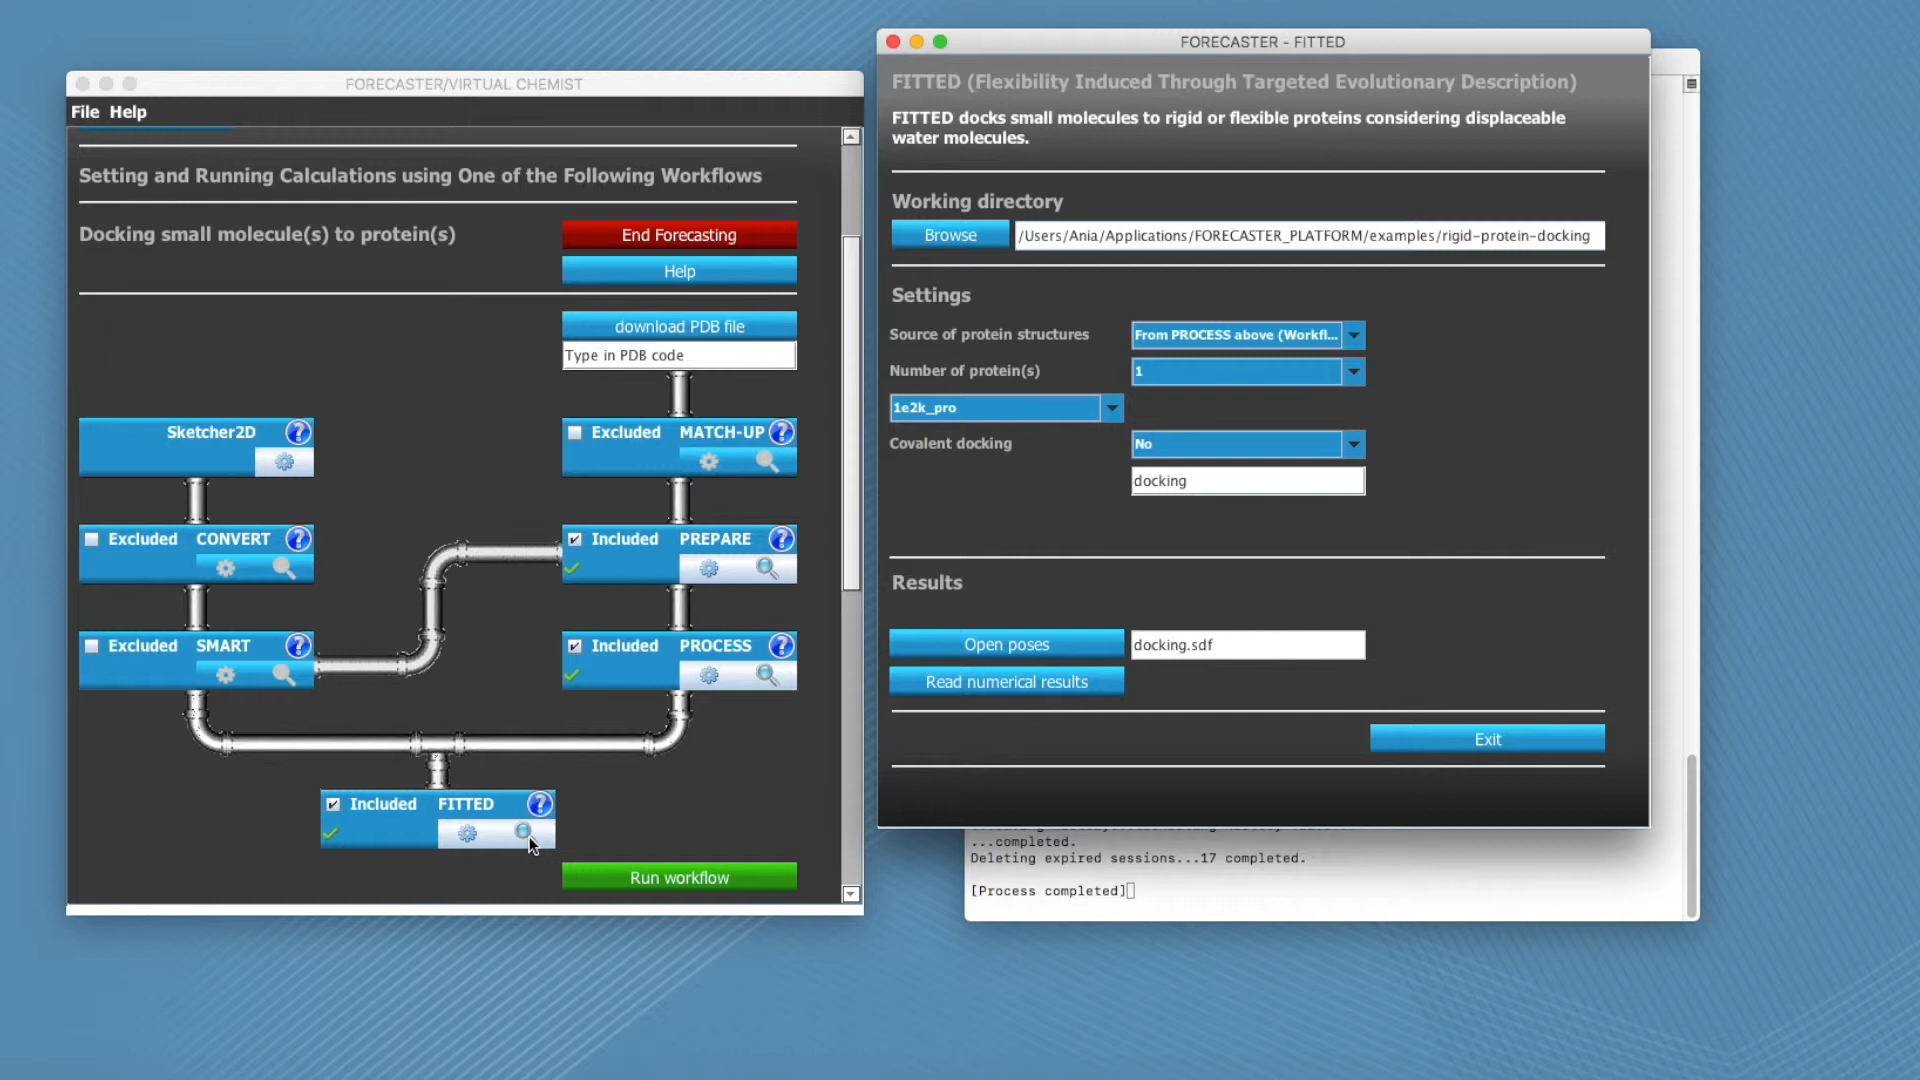 FORECASTER/VIRTUAL CHEMIST
File Help
Setting and Running Calculations using One of the Following Workflows
Docking small molecule(s) to protein(s)
End Forecasting
Help
download PDB file
Type in PDB code
Sketcher2D ?
Excluded MATCH-UP ?
Excluded CONVERT ?
Included PREPARE ?
Excluded SMART ?
Included PROCESS ?
Included FITTED ?
Run workflow
FORECASTER - FITTED
FITTED (Flexibility Induced Through Targeted Evolutionary Description)
FITTED docks small molecules to rigid or flexible proteins considering displaceable
water molecules.
Working directory
Browse /Users/Ania/Applications/FORECASTER_PLATFORM/examples/rigid-protein-docking
Settings
Source of protein structures From PROCESS above (Workfl...
Number of protein(s) 1
1e2k_pro
Covalent docking No
docking
Results
Open poses docking.sdf
Read numerical results
Exit
...completed.
Deleting expired sessions...17 completed.
[Process completed]